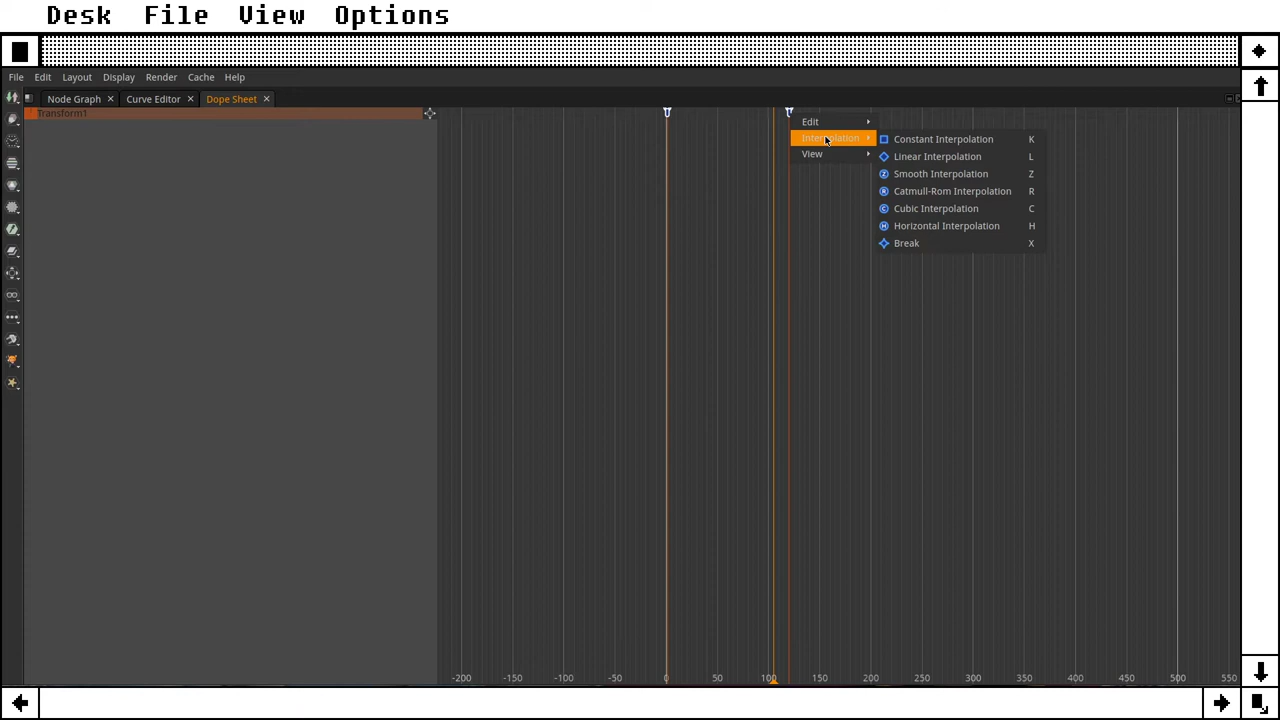 Desk File View Options
File Edit Layout Display Render Cache Help
Node Graph Curve Editor Dope Sheet
Transform1
Edit
Interpolation
View
Constant Interpolation K
Linear Interpolation L
Smooth Interpolation Z
Catmull-Rom Interpolation R
Cubic Interpolation C
Horizontal Interpolation H
Break X
-200 -150 -100 -50 0 50 100 150 200 250 300 350 400 450 500 550